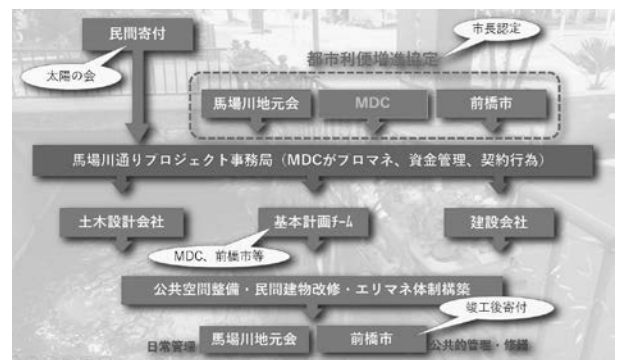 民間寄付
市長認定
太陽の会
都市利便増進協定
馬場川地元会
MDC
前橋市
馬場川通りプロジェクト事務局（MDCがプロマネ、資金管理、契約行為）
土木設計会社
基本計画ﾁｰﾑ
建設会社
MDC、前橋市等
公共空間整備・民間建物改修・エリマネ体制構築
竣工後寄付
日常管理
馬場川地元会
前橋市
公共的管理・修繕